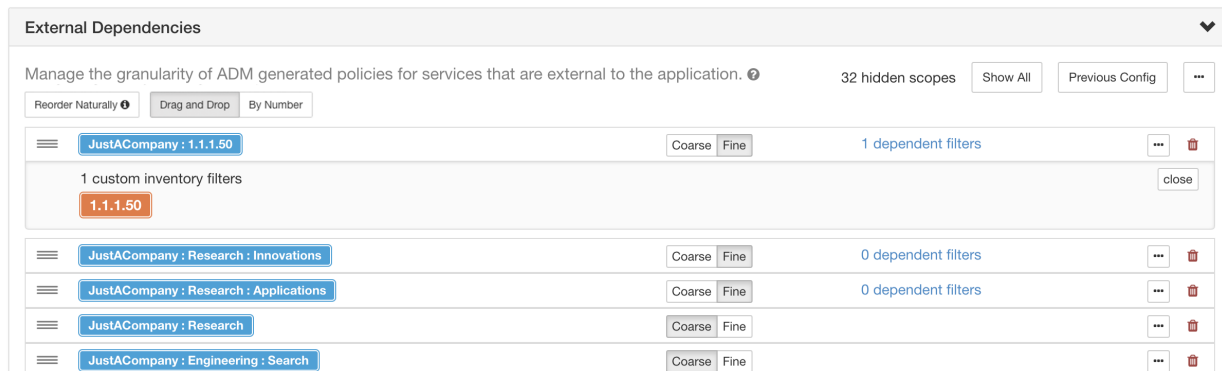 External Dependencies
Manage the granularity of ADM generated policies for services that are external to the application.
32 hidden scopes Show All Previous Config ...
Reorder Naturally Drag and Drop By Number
JustACompany : 1.1.1.50 Coarse Fine 1 dependent filters ...
1 custom inventory filters close
1.1.1.50
JustACompany : Research : Innovations Coarse Fine 0 dependent filters ...
JustACompany : Research : Applications Coarse Fine 0 dependent filters ...
JustACompany : Research Coarse Fine ...
JustACompany : Engineering : Search Coarse Fine ...